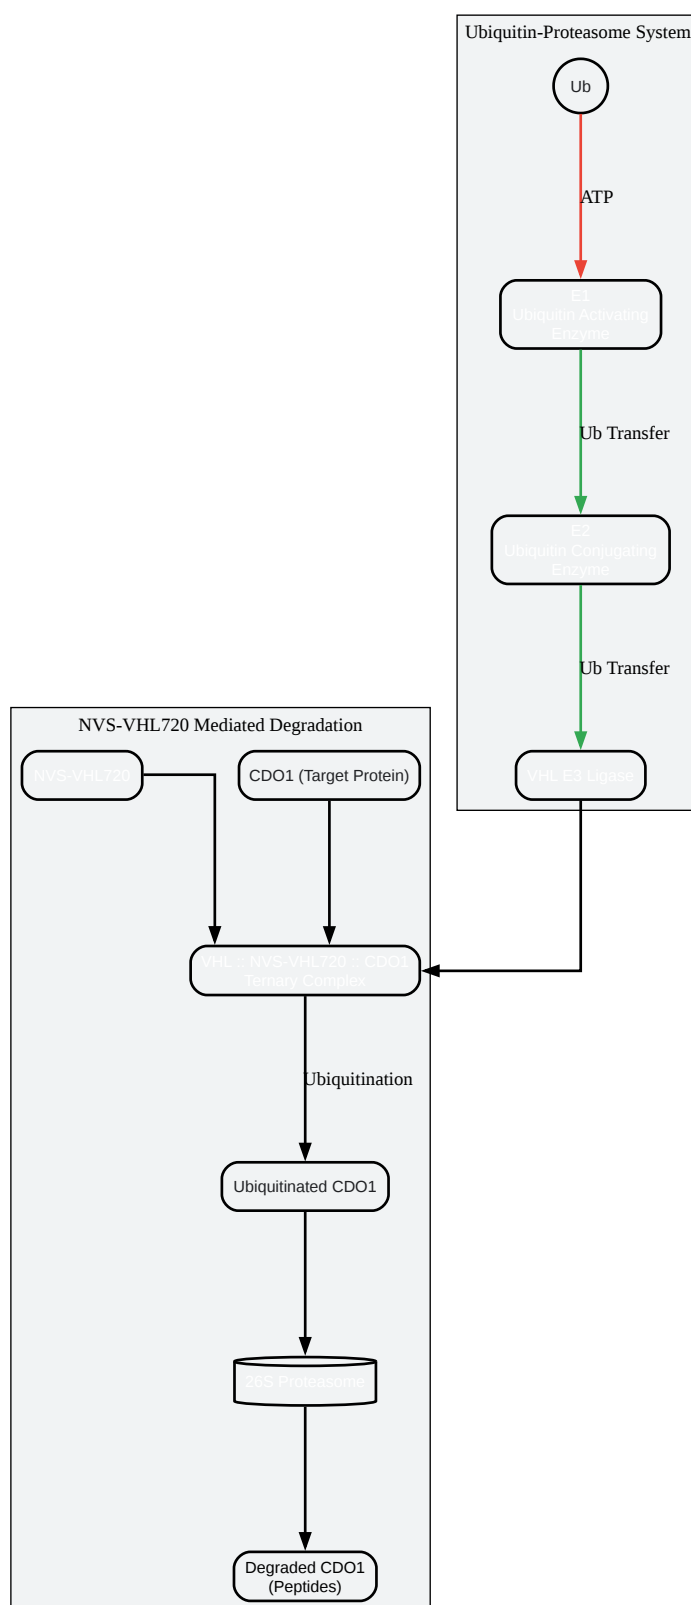 Ubiquitin-Proteasome System
Ub
ATP
E1
Ubiquitin Activating
Enzyme
Ub Transfer
E2
Ubiquitin Conjugating
Enzyme
Ub Transfer
VHL E3 Ligase
NVS-VHL720 Mediated Degradation
NVS-VHL720
CDO1 (Target Protein)
VHL :: NVS-VHL720 :: CDO1
Ternary Complex
Ubiquitination
Ubiquitinated CDO1
26S Proteasome
Degraded CDO1
(Peptides)